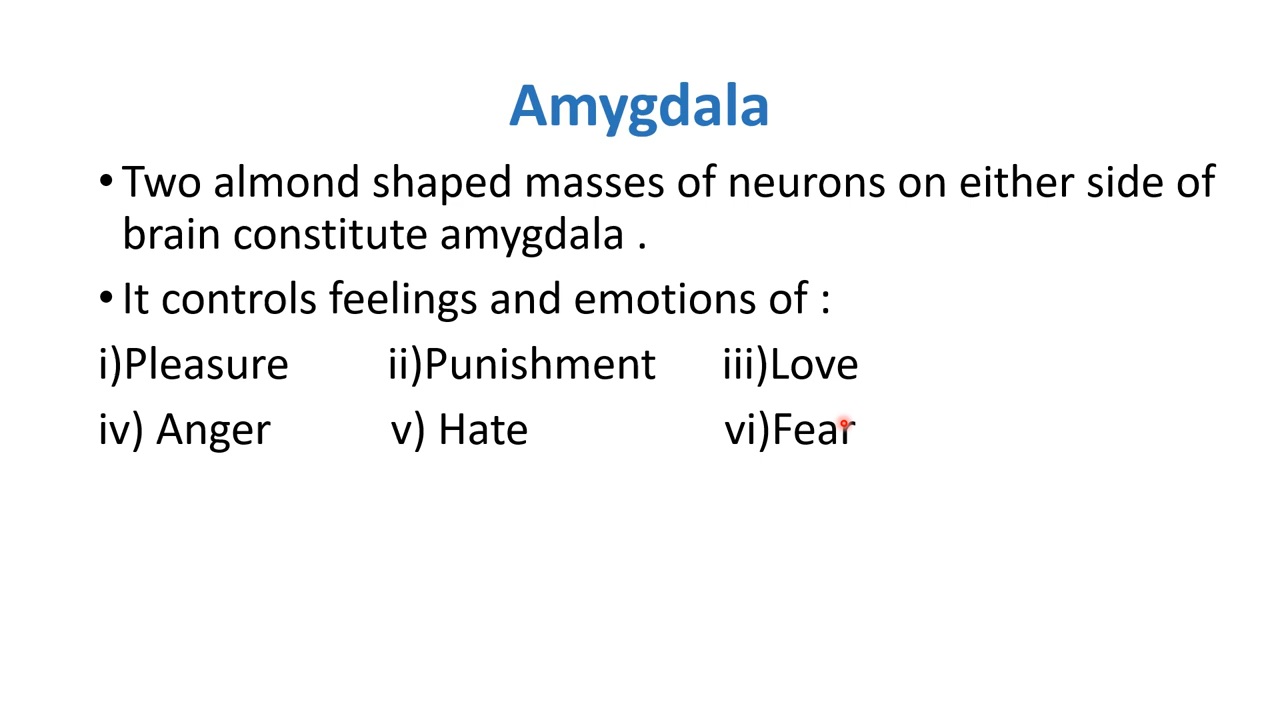 Amygdala
• Two almond shaped masses of neurons on either side of
brain constitute amygdala .
• It controls feelings and emotions of :
i)Pleasure ii)Punishment iii)Love
iv) Anger v) Hate vi)Fear